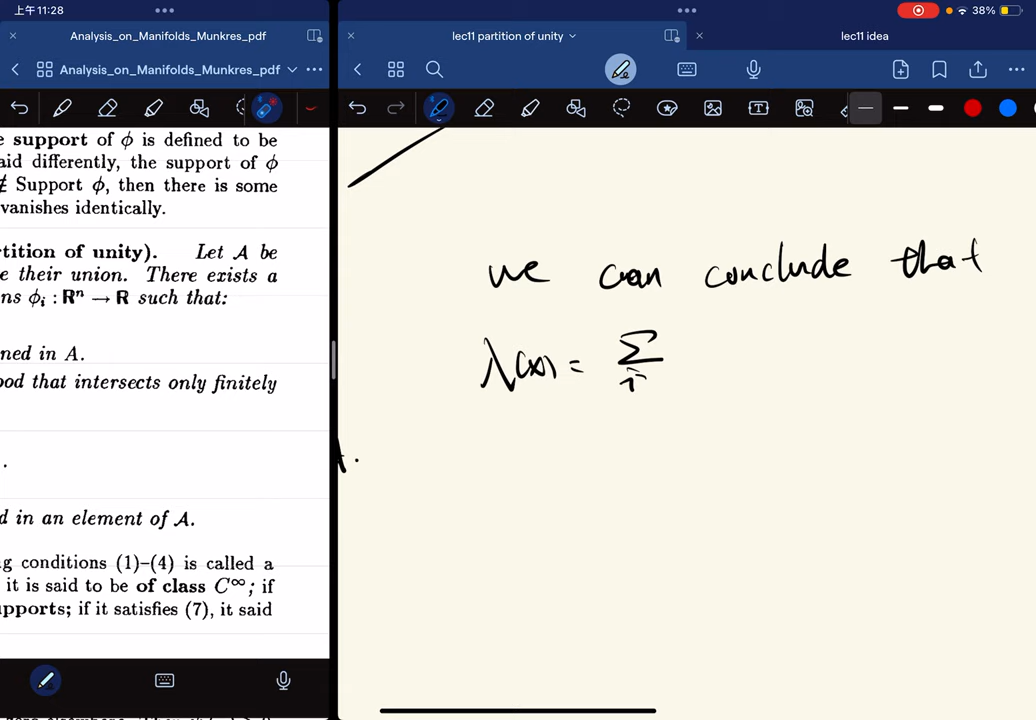 上午11:28
38%
Analysis_on_Manifolds_Munkres_pdf
lec11 partition of unity
lec11 idea
Analysis_on_Manifolds_Munkres_pdf
e support of ϕ is defined to be
aid differently, the support of ϕ
∉ Support ϕ, then there is some
vanishes identically.
tition of unity). Let 𝒜 be
e their union. There exists a
ns ϕᵢ : Rⁿ → R such that:
ned in A.
ood that intersects only finitely
.
d in an element of 𝒜.
g conditions (1)–(4) is called a
it is said to be of class C∞; if
pports; if it satisfies (7), it said
we can conclude that
λ(x) = Σ
i